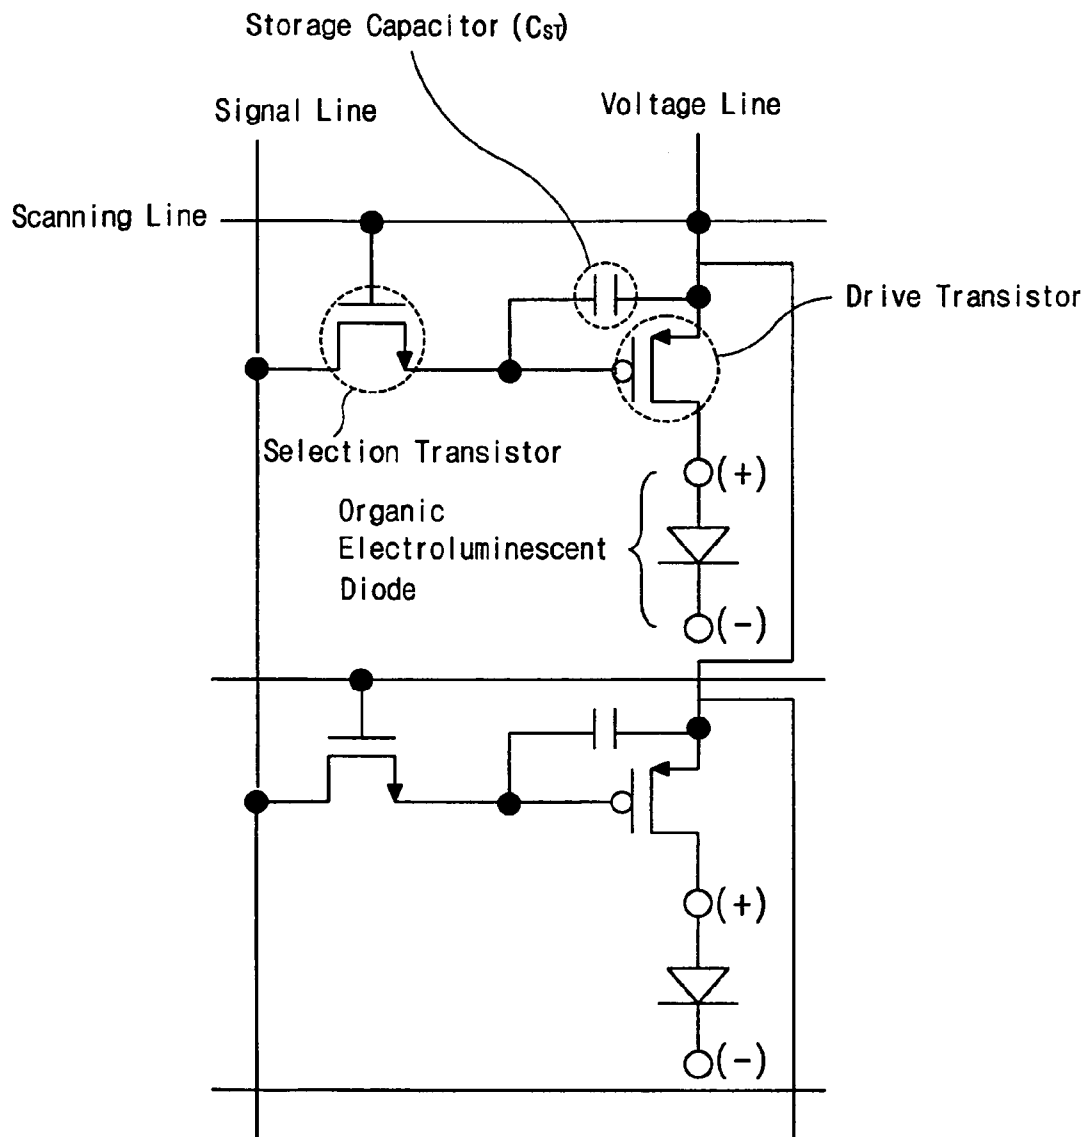 Storage Capacitor (CST)
Signal Line
Voltage Line
Scanning Line
Drive Transistor
Selection Transistor
(+)
Organic
Electroluminescent
Diode
(-)
(+)
(-)